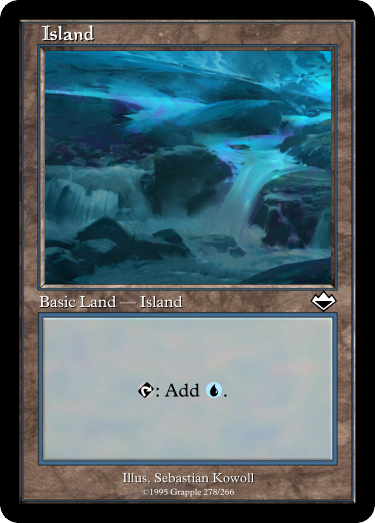 Island
Basic Land — Island
: Add .
Illus. Sebastian Kowoll
©1995 Grapple 278/266